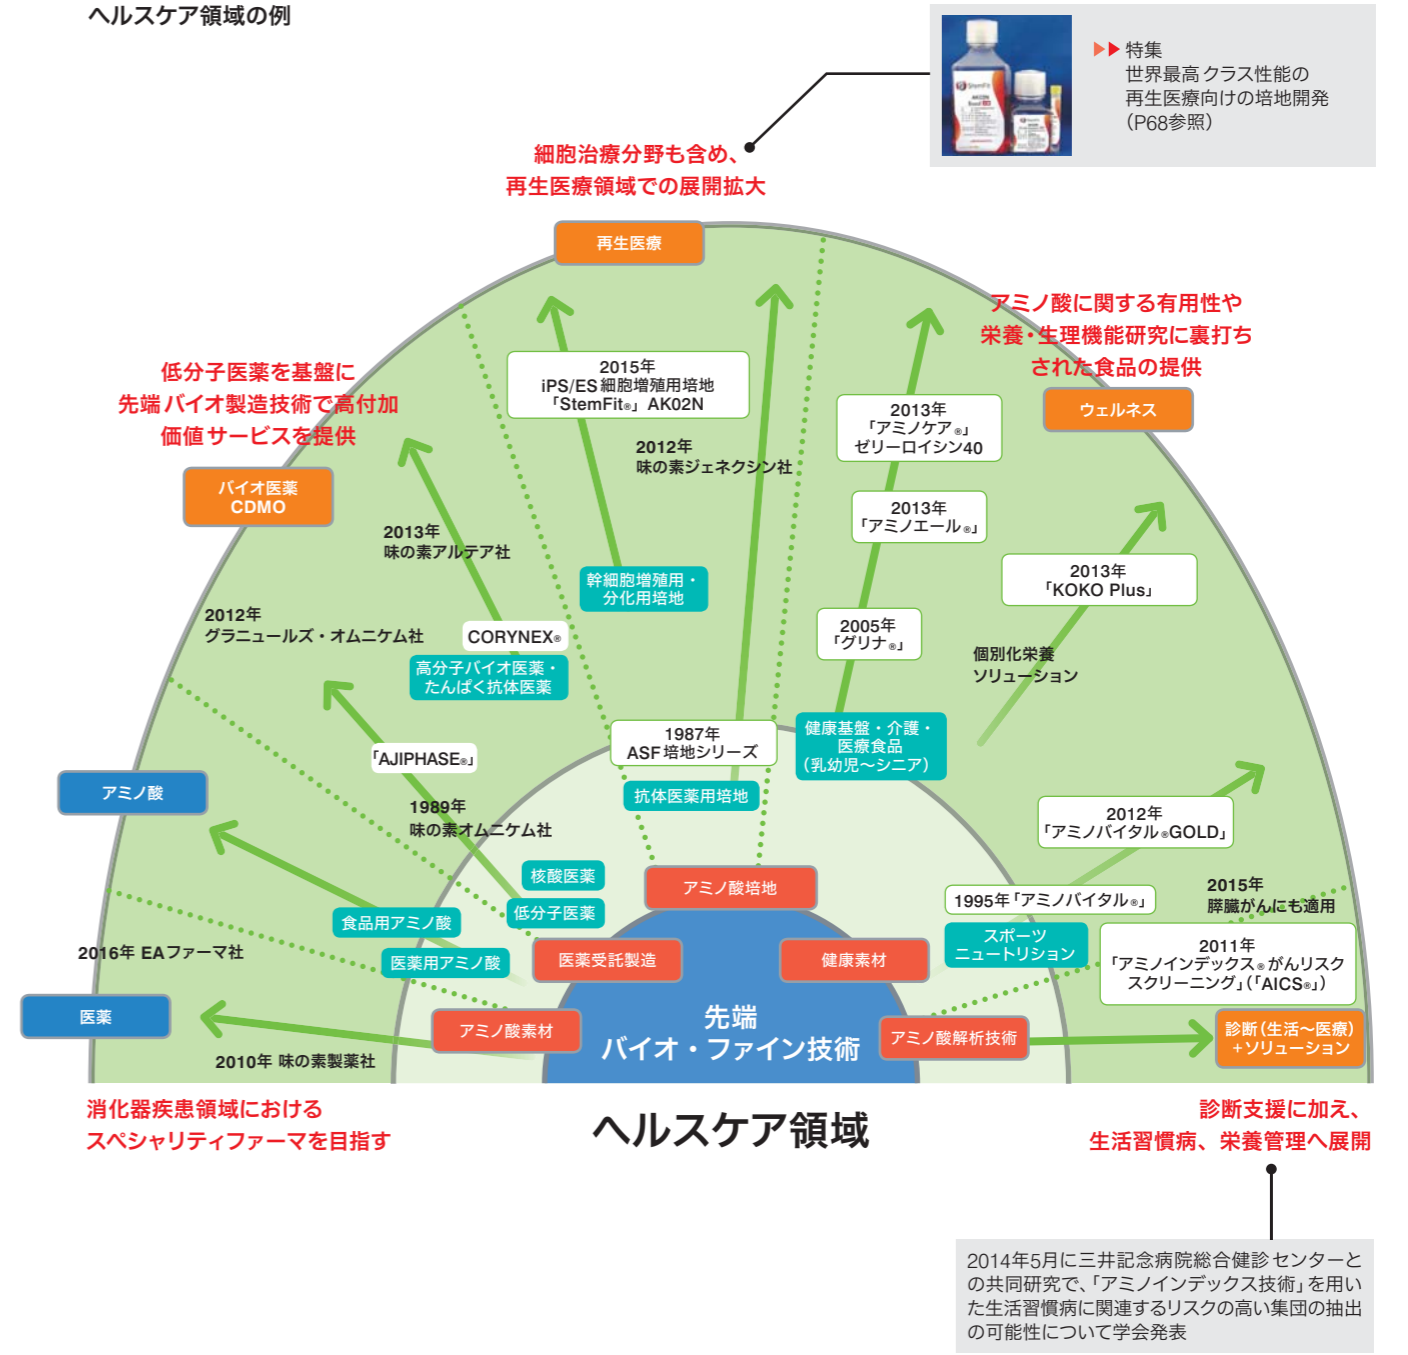 ヘルスケア領域の例
▶▶特集
世界最高クラス性能の
再生医療向けの培地開発
（P68参照）
StemFit
AK02N
細胞治療分野も含め、
再生医療領域での展開拡大
再生医療
アミノ酸に関する有用性や
栄養・生理機能研究に裏打ち
された食品の提供
ウェルネス
低分子医薬を基盤に
先端バイオ製造技術で高付加
価値サービスを提供
バイオ医薬
CDMO
2015年
iPS/ES細胞増殖用培地
「StemFit®」AK02N
2012年
味の素ジェネクシン社
2013年
「アミノケア®」
ゼリーロイシン40
2013年
「アミノエール®」
2013年
味の素アルテア社
幹細胞増殖用・
分化用培地
2013年
「KOKO Plus」
2012年
グラニュールズ・オムニケム社
CORYNEX®
高分子バイオ医薬・
たんぱく抗体医薬
2005年
「グリナ®」
個別化栄養
ソリューション
「AJIPHASE®」
1987年
ASF培地シリーズ
抗体医薬用培地
健康基盤・介護・
医療食品
（乳幼児～シニア）
アミノ酸
1989年
味の素オムニケム社
2012年
「アミノバイタル®GOLD」
核酸医薬
低分子医薬
アミノ酸培地
1995年「アミノバイタル®」
2015年
膵臓がんにも適用
食品用アミノ酸
医薬用アミノ酸
医薬受託製造
健康素材
スポーツ
ニュートリション
2011年
「アミノインデックス®がんリスク
スクリーニング」（「AICS®」）
2016年 EAファーマ社
医薬
アミノ酸素材
先端
バイオ・ファイン技術
アミノ酸解析技術
診断（生活～医療）
+ソリューション
2010年 味の素製薬社
消化器疾患領域における
スペシャリティファーマを目指す
ヘルスケア領域
診断支援に加え、
生活習慣病、栄養管理へ展開
2014年5月に三井記念病院総合健診センターと
の共同研究で、「アミノインデックス技術」を用い
た生活習慣病に関連するリスクの高い集団の抽出
の可能性について学会発表